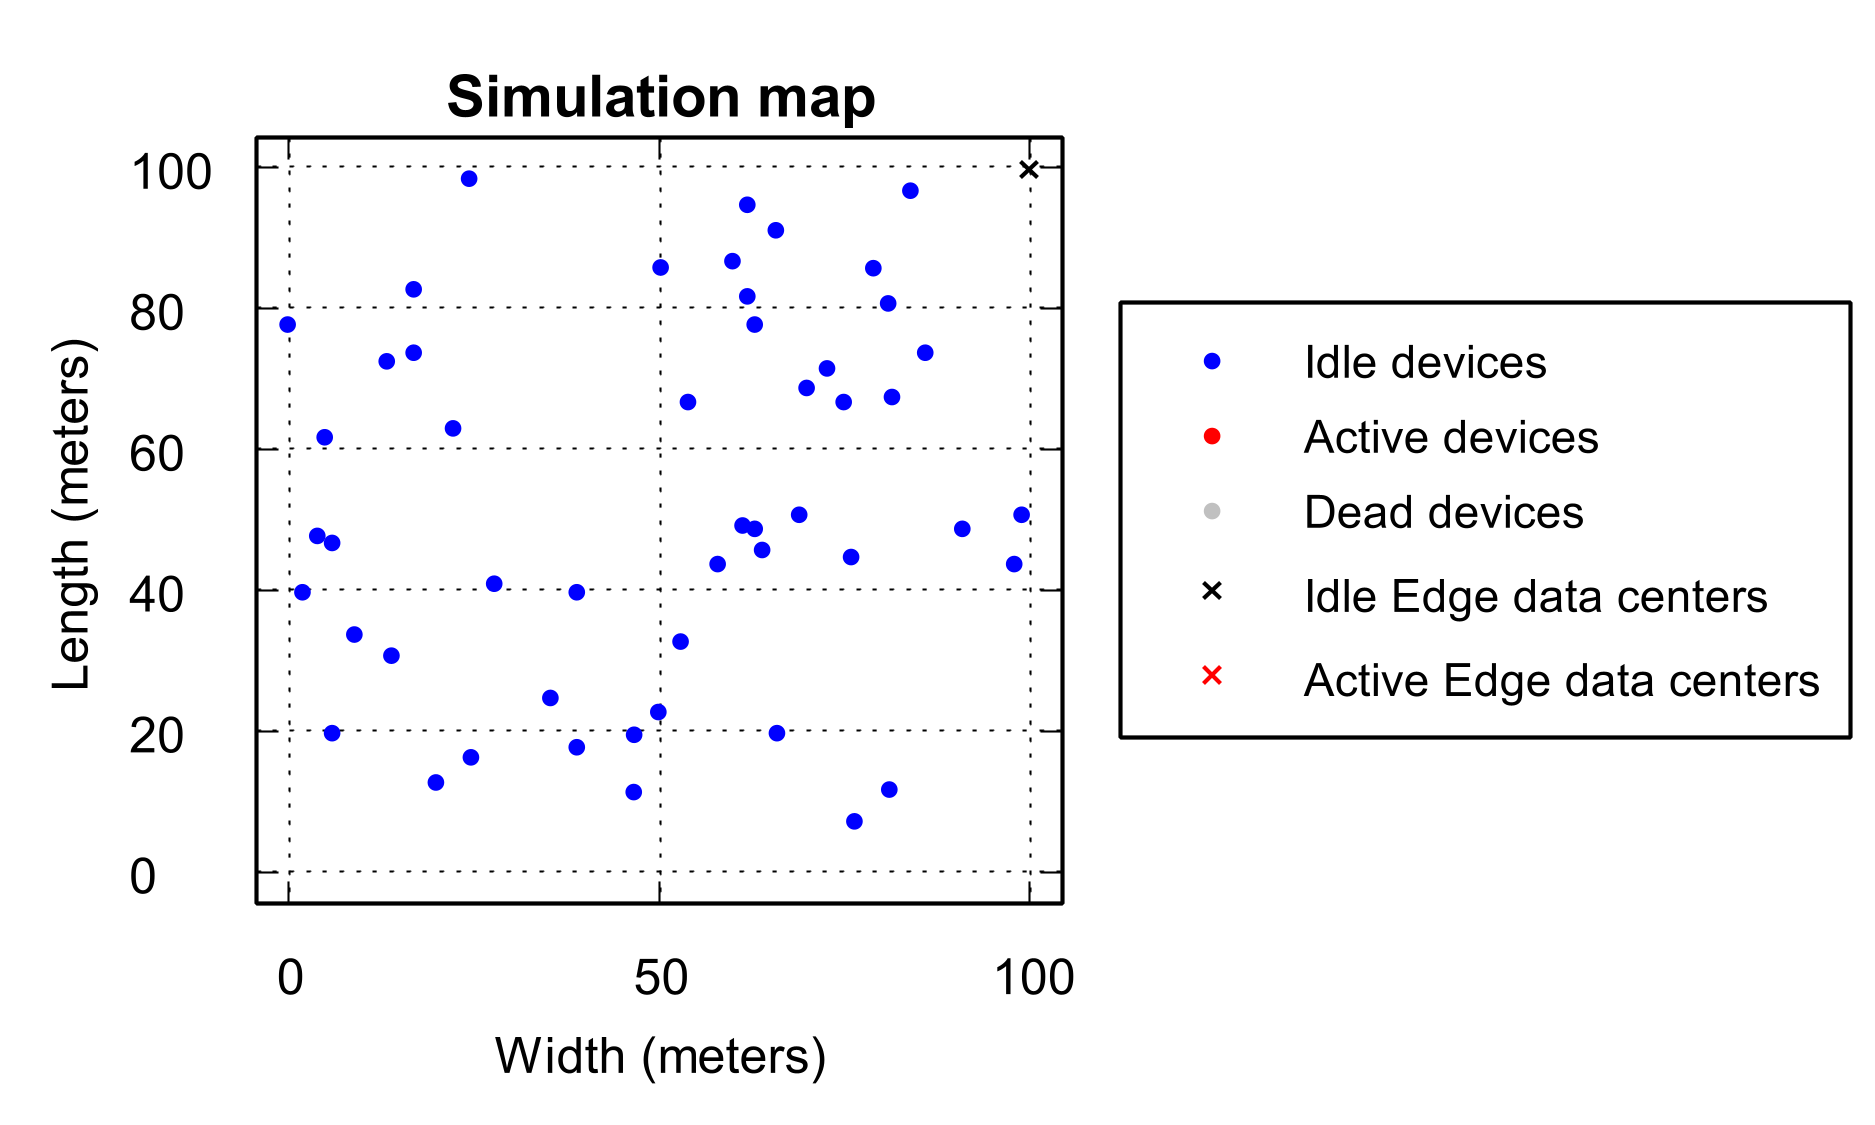 Simulation map
100
80
60
40
20
0
Length (meters)
0 50 100
Width (meters)
Idle devices
Active devices
Dead devices
Idle Edge data centers
Active Edge data centers